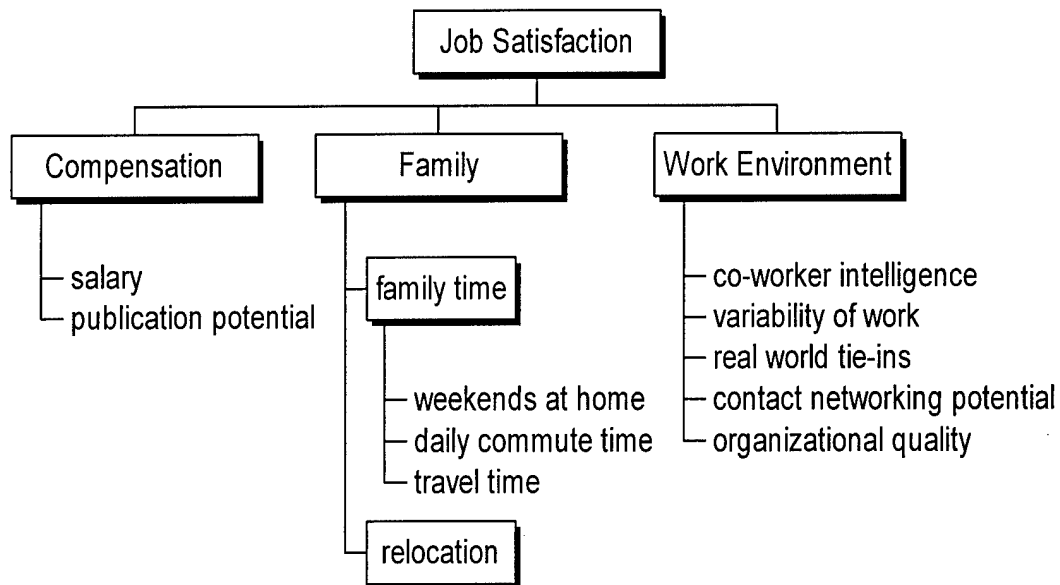 Job Satisfaction
Compensation
salary
publication potential
Family
family time
weekends at home
daily commute time
travel time
relocation
Work Environment
co-worker intelligence
variability of work
real world tie-ins
contact networking potential
organizational quality